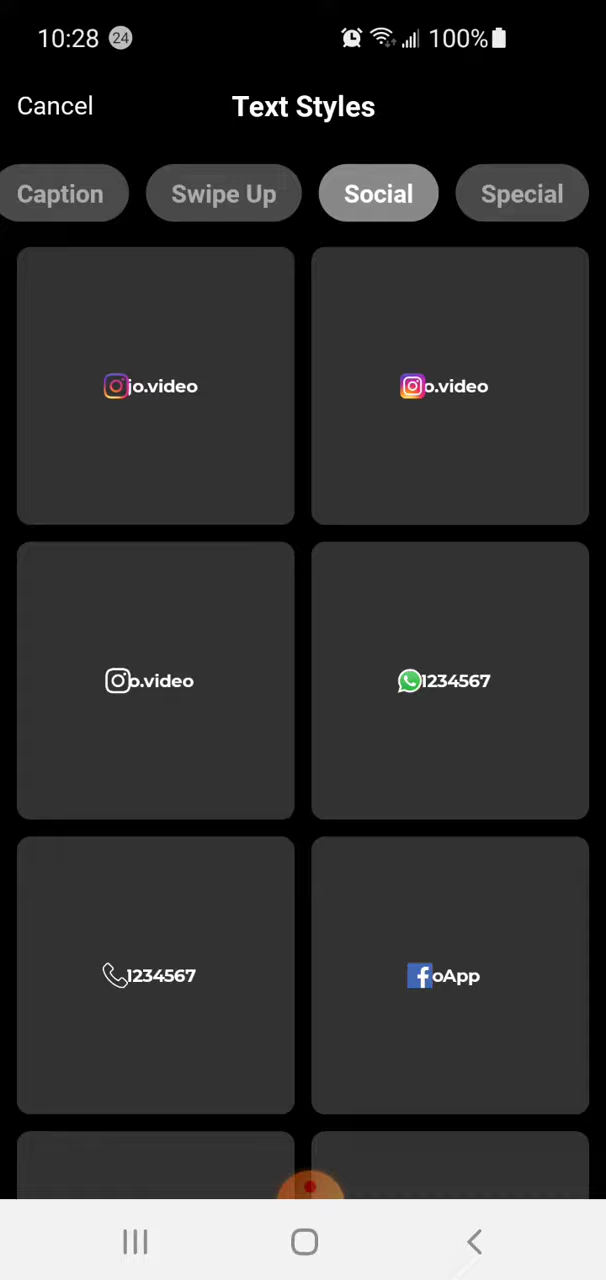 10:28 24 100%
Cancel Text Styles
Caption Swipe Up Social Special
jo.video o.video
o.video 1234567
1234567 oApp